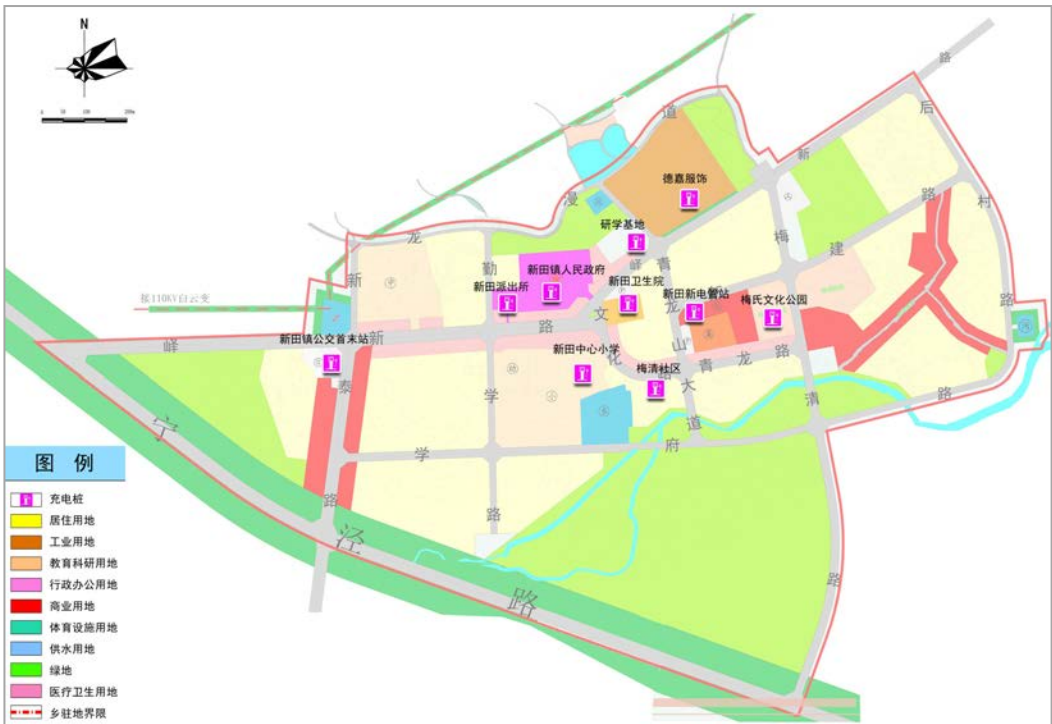 N
道
路
后
新
德嘉服饰
漫
路
村
研学基地
龙
梅
建
峄
青
勤
新田镇人民政府
新
新田派出所
新田卫生院
新田新电管站
梅氏文化公园
接110KV白云变
文
龙
路
路
新田镇公交首末站
新
山
峄
新田中心小学
化
青
龙
路
泰
梅清社区
路
大
学
清
路
道
宁
学
府
图 例
路
泾
路
路
路
充电桩
居住用地
工业用地
教育科研用地
行政办公用地
商业用地
体育设施用地
供水用地
绿地
医疗卫生用地
乡驻地界限